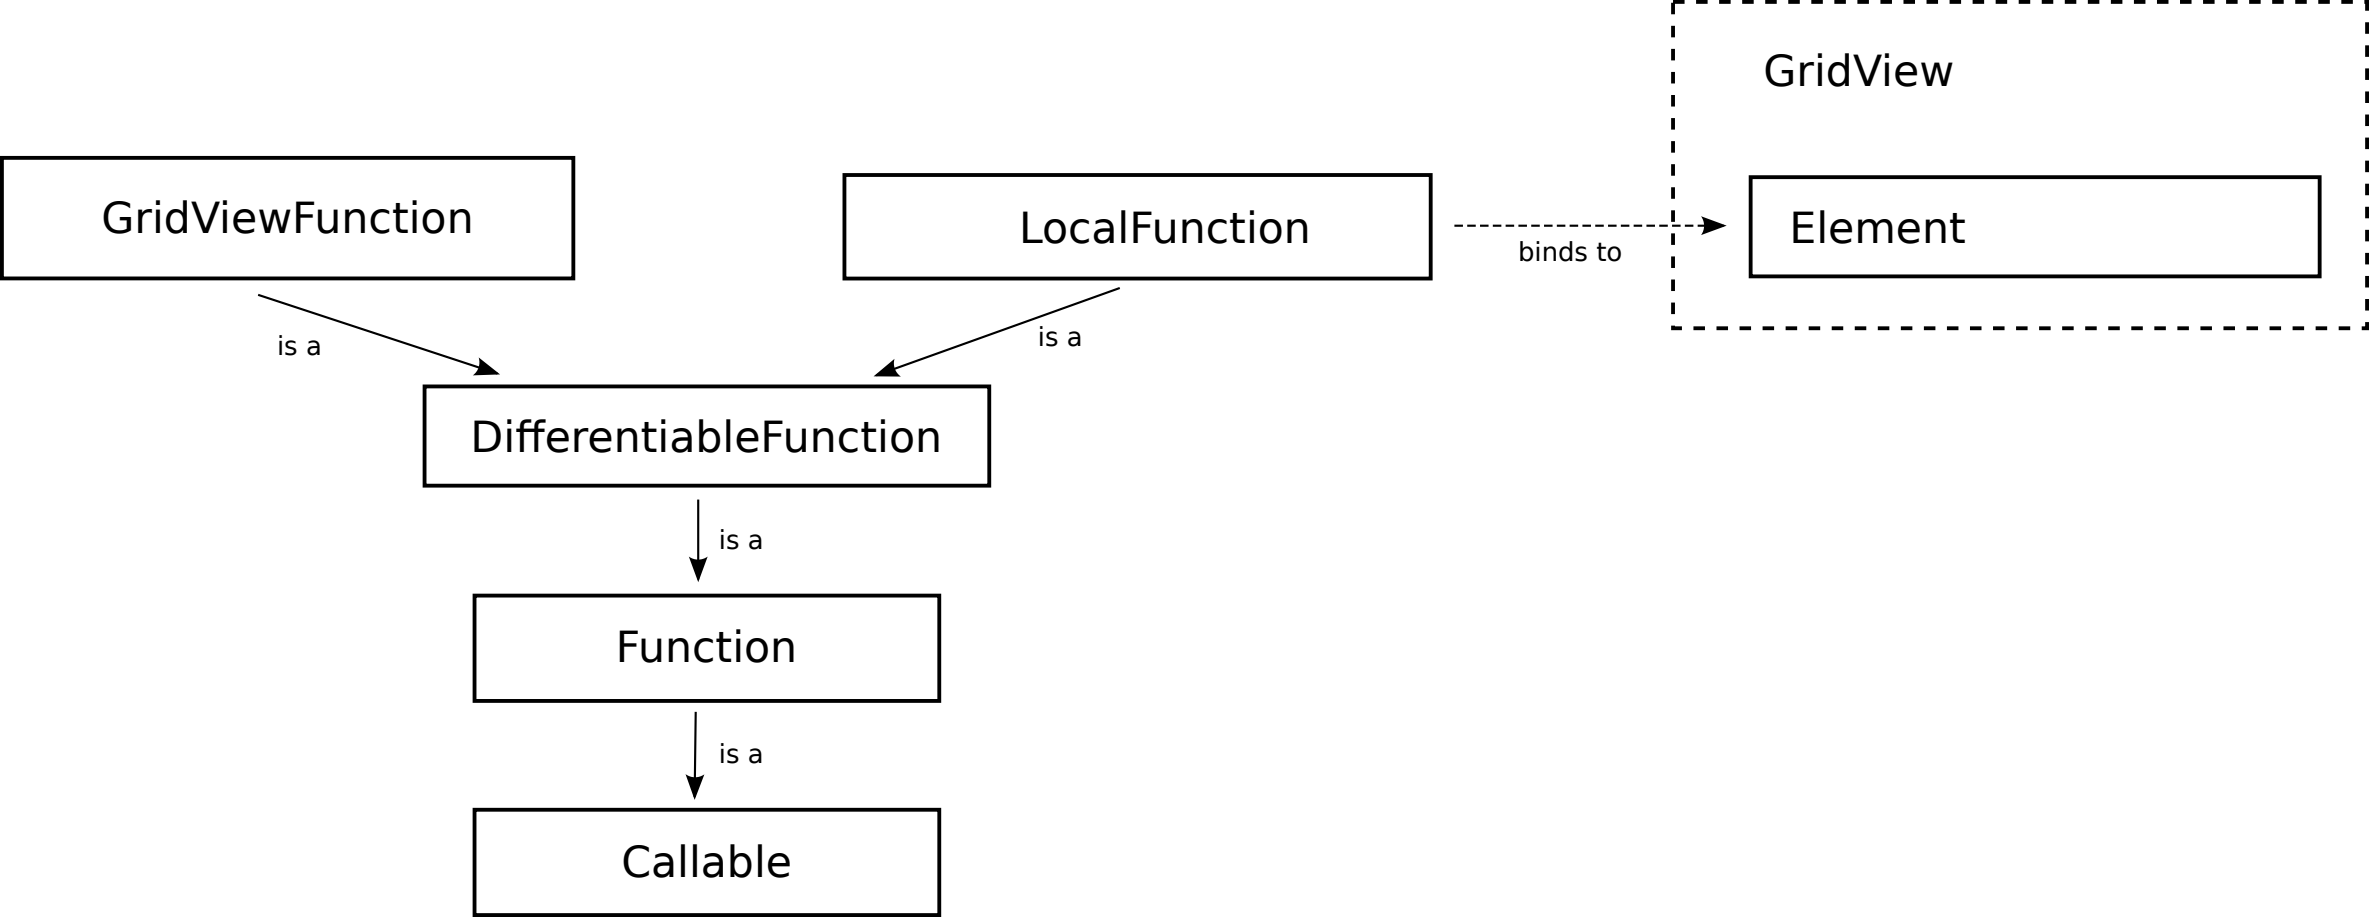 GridView
GridViewFunction
LocalFunction
Element
binds to
is a
is a
DifferentiableFunction
is a
Function
is a
Callable